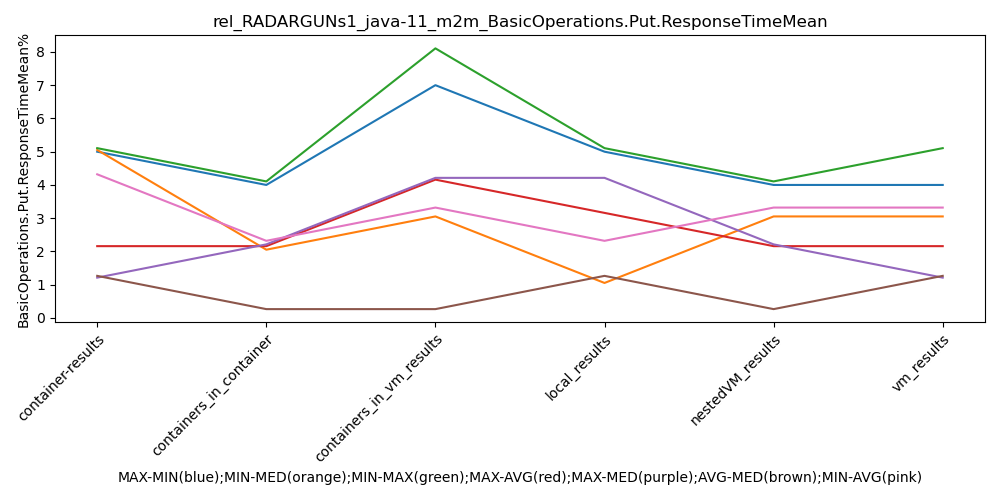 rel_RADARGUNs1_java-11_m2m_BasicOperations.Put.ResponseTimeMean
BasicOperations.Put.ResponseTimeMean%
8
7
6
5
4
3
2
1
0
container-results
containers_in_container
containers_in_vm_results
local_results
nestedVM_results
vm_results
MAX-MIN(blue);MIN-MED(orange);MIN-MAX(green);MAX-AVG(red);MAX-MED(purple);AVG-MED(brown);MIN-AVG(pink)